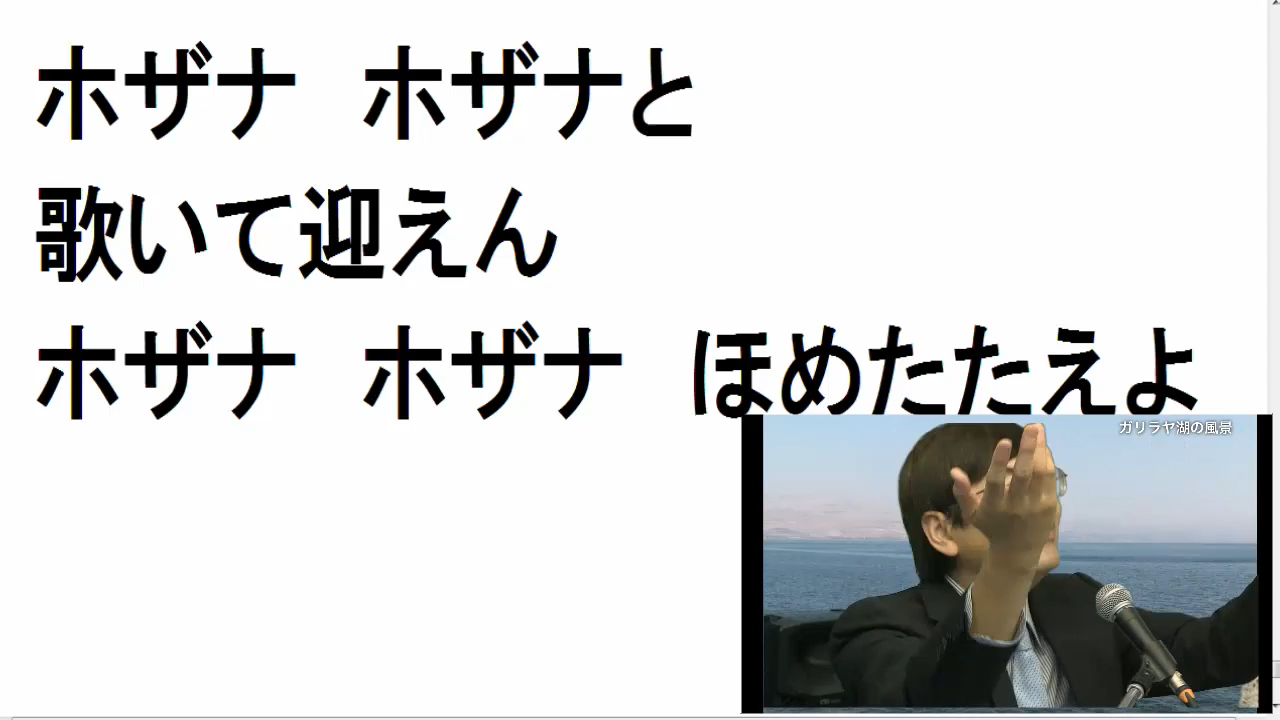 ホザナ　ホザナと
歌いて迎えん
ホザナ　ホザナ　ほめたたえよ
ガリラヤ湖の風景